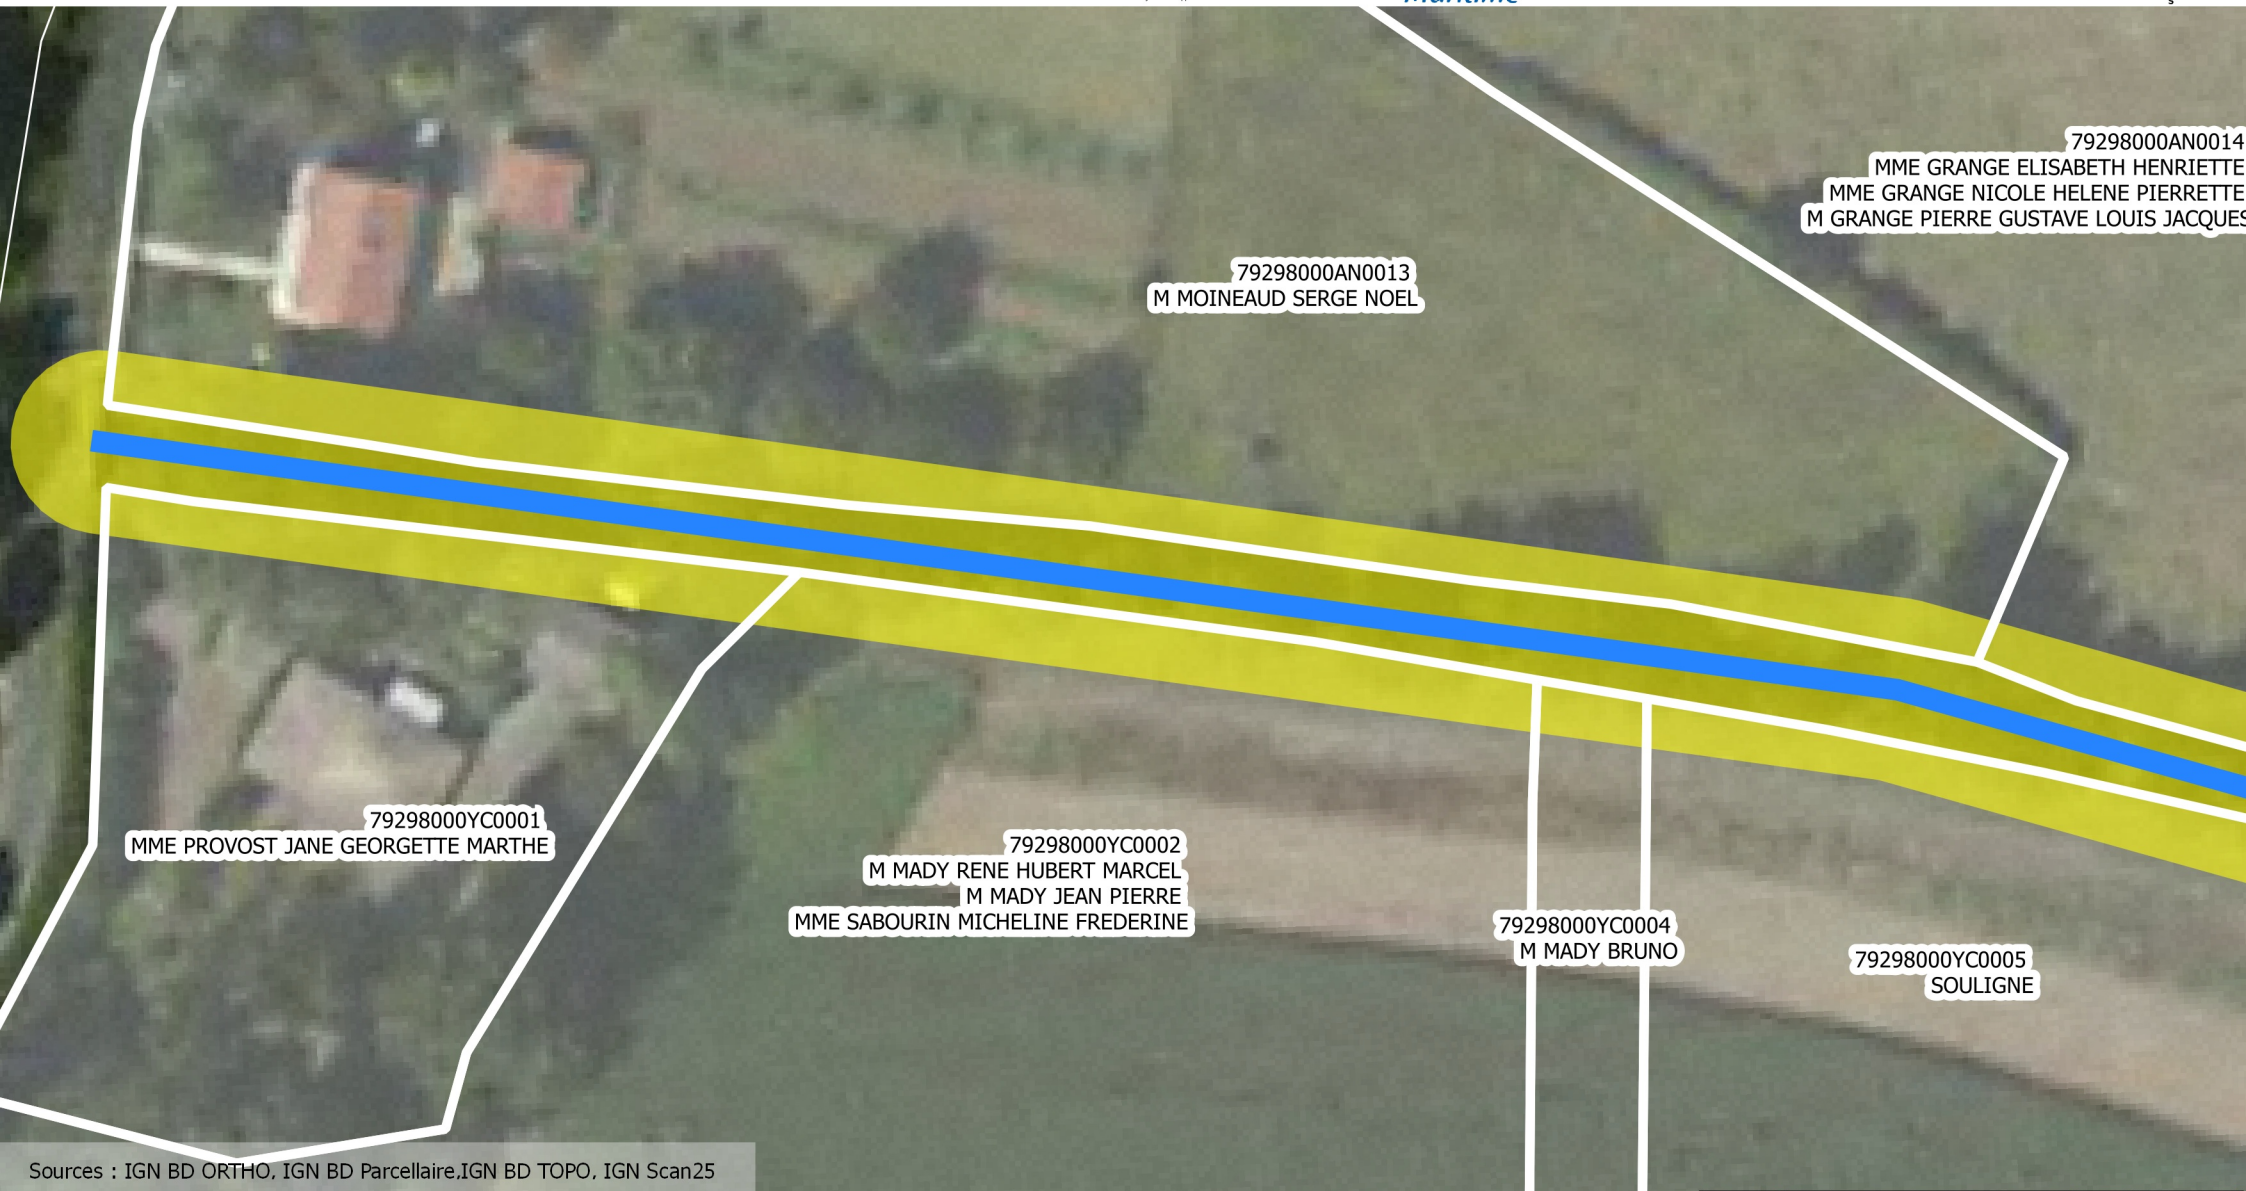 79298000AN0014
MME GRANGE ELISABETH HENRIETTE
MME GRANGE NICOLE HELENE PIERRETTE
M GRANGE PIERRE GUSTAVE LOUIS JACQUES
79298000AN0013
M MOINEAUD SERGE NOEL
79298000YC0001
MME PROVOST JANE GEORGETTE MARTHE
79298000YC0002
M MADY RENE HUBERT MARCEL
M MADY JEAN PIERRE
MME SABOURIN MICHELINE FREDERINE
79298000YC0004
M MADY BRUNO
79298000YC0005
SOULIGNE
Sources : IGN BD ORTHO, IGN BD Parcellaire,IGN BD TOPO, IGN Scan25